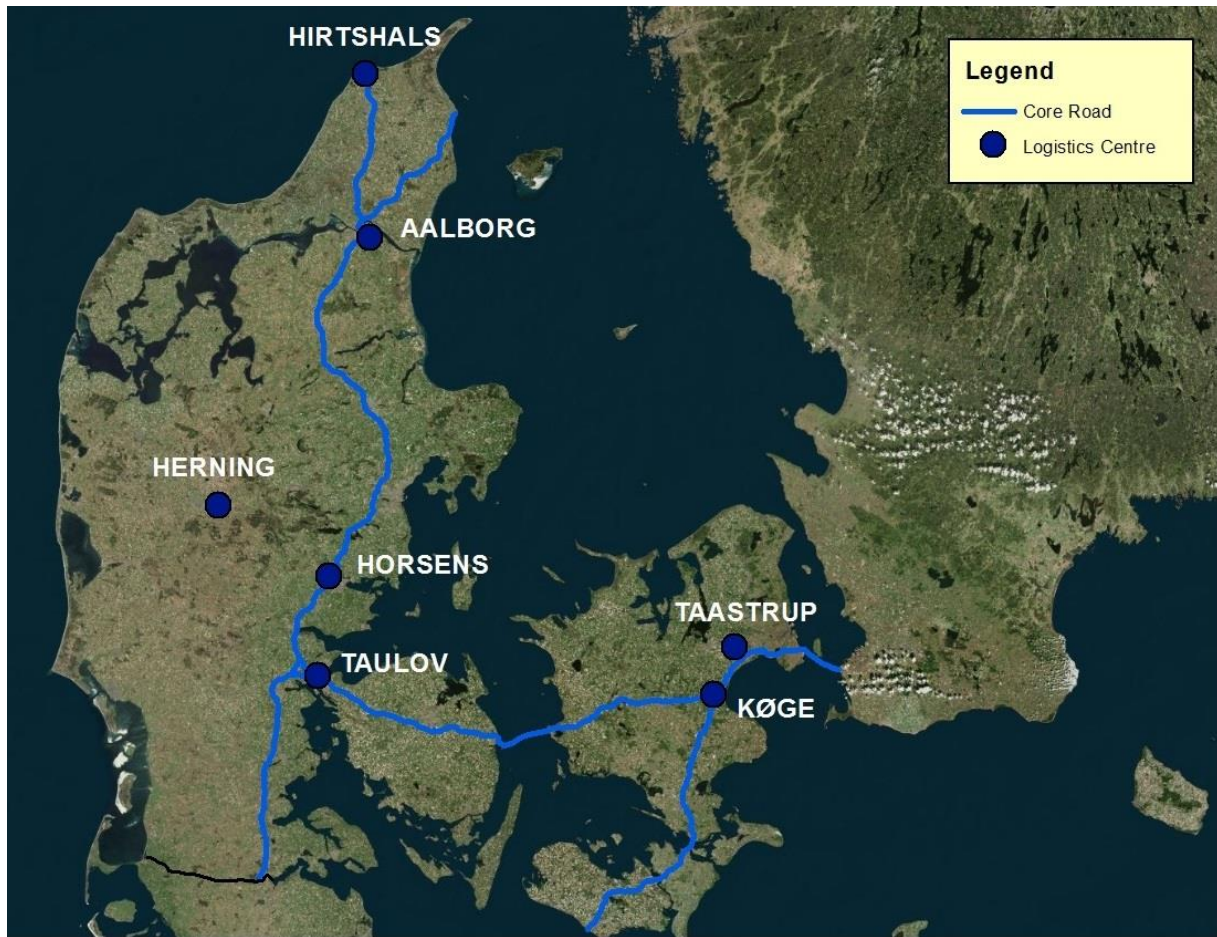 HIRTSHALS
Legend
Core Road
Logistics Centre
AALBORG
HERNING
HORSENS
TAASTRUP
TAULOV
KØGE